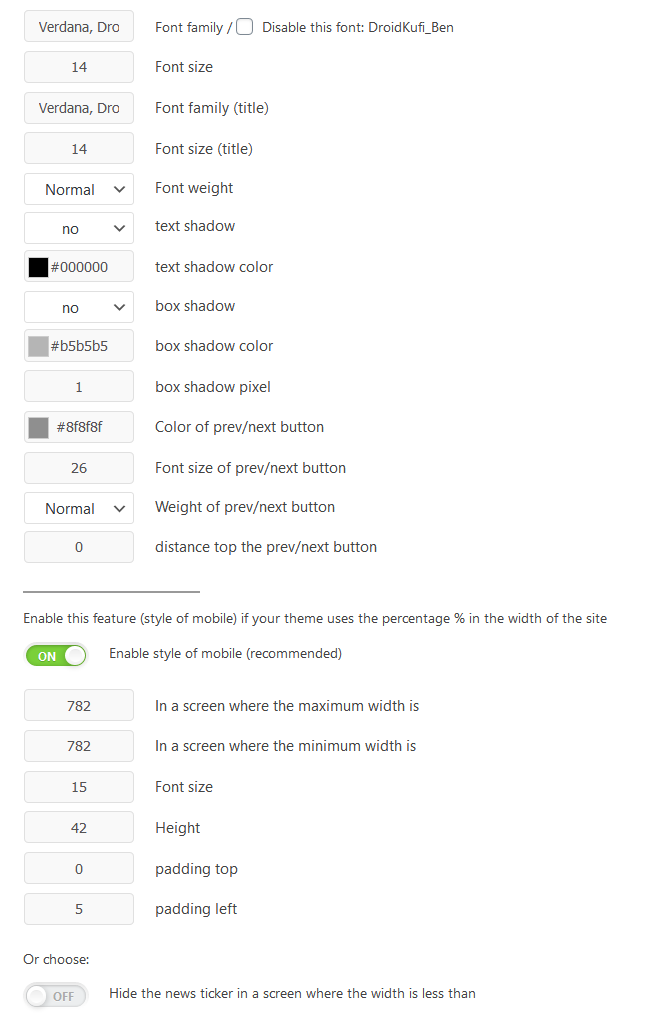 Verdana, Dro Font family / Disable this font: DroidKufi_Ben
14 Font size
Verdana, Dro Font family (title)
14 Font size (title)
Normal Font weight
no text shadow
#000000 text shadow color
no box shadow
#b5b5b5 box shadow color
1 box shadow pixel
#8f8f8f Color of prev/next button
26 Font size of prev/next button
Normal Weight of prev/next button
0 distance top the prev/next button
Enable this feature (style of mobile) if your theme uses the percentage % in the width of the site
ON Enable style of mobile (recommended)
782 In a screen where the maximum width is
782 In a screen where the minimum width is
15 Font size
42 Height
0 padding top
5 padding left
Or choose:
OFF Hide the news ticker in a screen where the width is less than